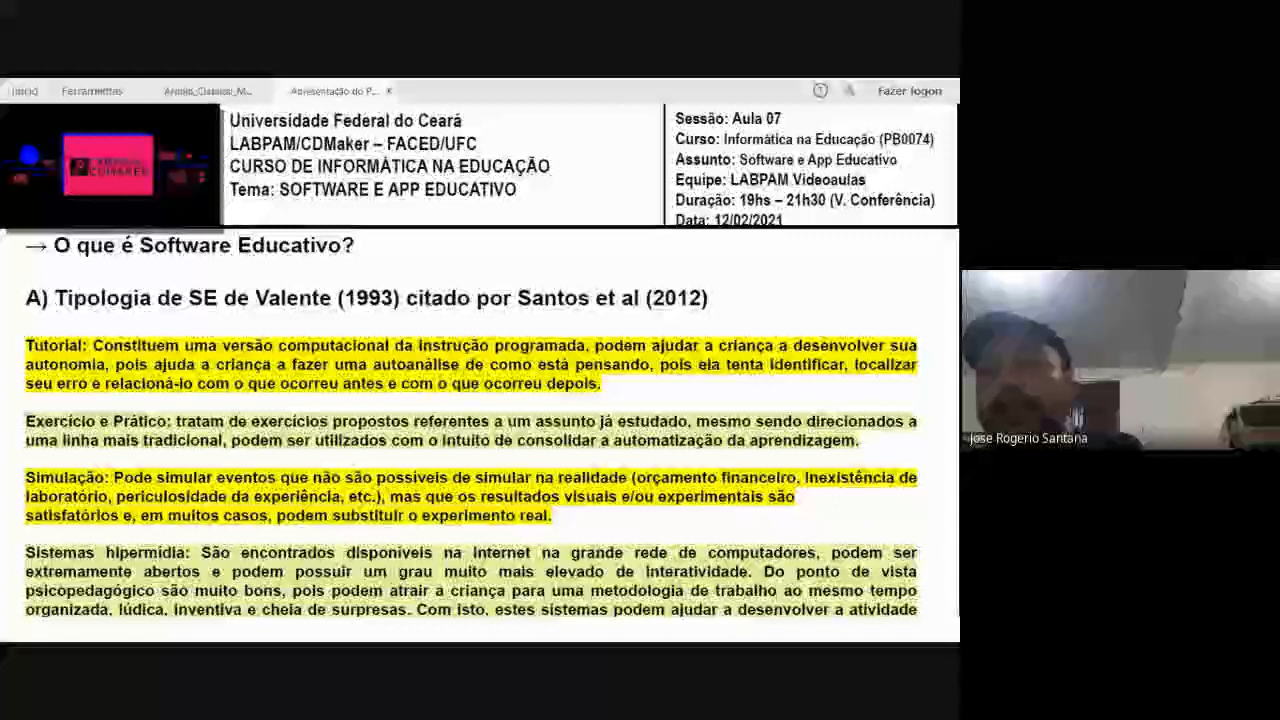 Início Ferramentas Apresentação do P... × Fazer logon
Universidade Federal do Ceará
LABPAM/CDMaker – FACED/UFC
CURSO DE INFORMÁTICA NA EDUCAÇÃO
Tema: SOFTWARE E APP EDUCATIVO
Sessão: Aula 07
Curso: Informática na Educação (PB0074)
Assunto: Software e App Educativo
Equipe: LABPAM Videoaulas
Duração: 19hs – 21h30 (V. Conferência)
Data: 12/02/2021
→ O que é Software Educativo?
A) Tipologia de SE de Valente (1993) citado por Santos et al (2012)
Tutorial: Constituem uma versão computacional da instrução programada, podem ajudar a criança a desenvolver sua
autonomia, pois ajuda a criança a fazer uma autoanálise de como está pensando, pois ela tenta identificar, localizar
seu erro e relacioná-lo com o que ocorreu antes e com o que ocorreu depois.
Exercício e Prático: tratam de exercícios propostos referentes a um assunto já estudado, mesmo sendo direcionados a
uma linha mais tradicional, podem ser utilizados com o intuito de consolidar a automatização da aprendizagem.
Simulação: Pode simular eventos que não são possíveis de simular na realidade (orçamento financeiro, inexistência de
laboratório, periculosidade da experiência, etc.), mas que os resultados visuais e/ou experimentais são
satisfatórios e, em muitos casos, podem substituir o experimento real.
Sistemas hipermídia: São encontrados disponíveis na Internet na grande rede de computadores, podem ser
extremamente abertos e podem possuir um grau muito mais elevado de interatividade. Do ponto de vista
psicopedagógico são muito bons, pois podem atrair a criança para uma metodologia de trabalho ao mesmo tempo
organizada, lúdica, inventiva e cheia de surpresas. Com isto, estes sistemas podem ajudar a desenvolver a atividade
Jose Rogerio Santana